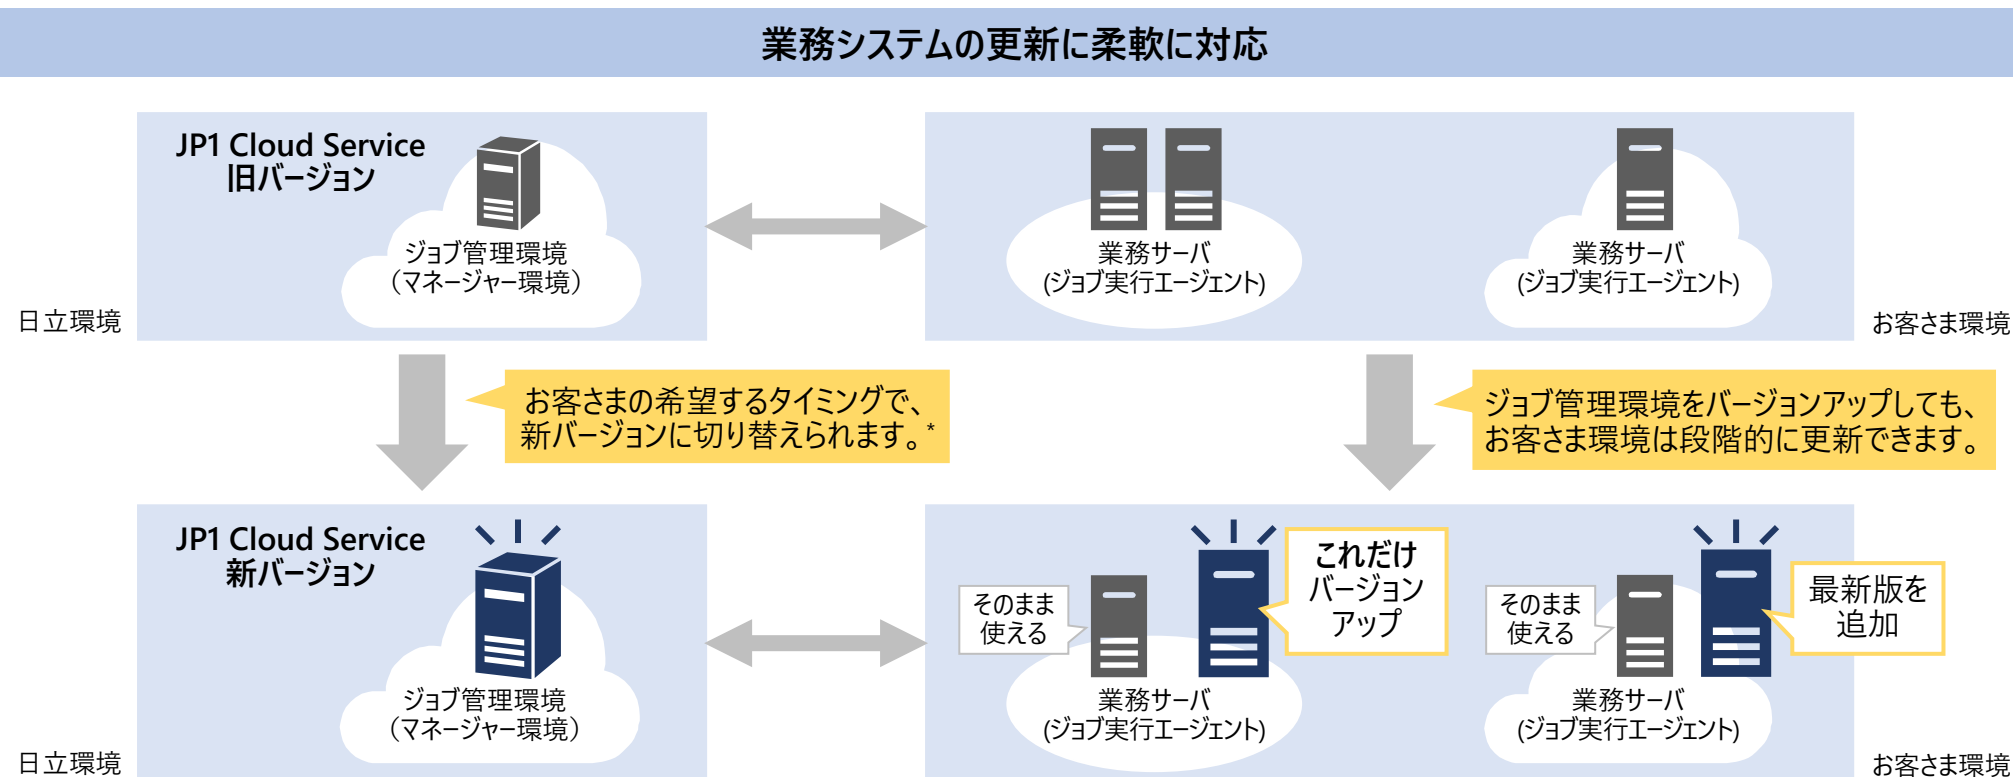 業務システムの更新に柔軟に対応
JP1 Cloud Service
旧バージョン
ジョブ管理環境
（マネージャー環境）
日立環境
業務サーバ
(ジョブ実行エージェント)
業務サーバ
(ジョブ実行エージェント)
お客さま環境
お客さまの希望するタイミングで、
新バージョンに切り替えられます。*
ジョブ管理環境をバージョンアップしても、
お客さま環境は段階的に更新できます。
JP1 Cloud Service
新バージョン
ジョブ管理環境
（マネージャー環境）
日立環境
そのまま
使える
これだけ
バージョン
アップ
業務サーバ
(ジョブ実行エージェント)
そのまま
使える
最新版を
追加
業務サーバ
(ジョブ実行エージェント)
お客さま環境